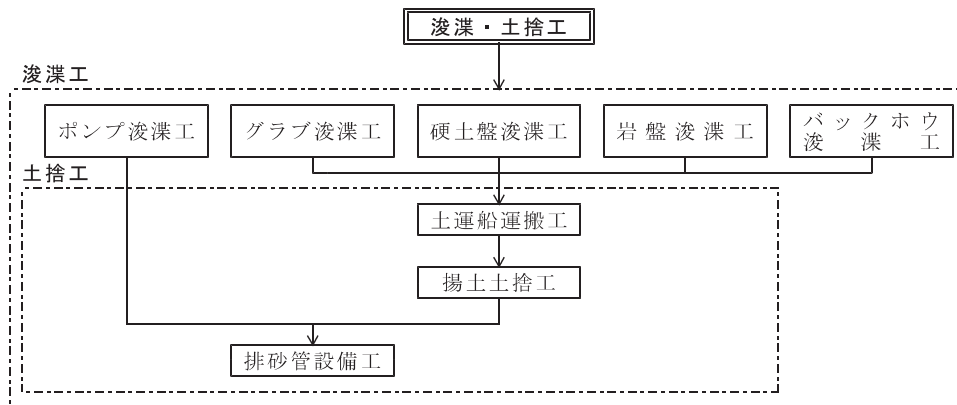 浚渫・土捨工
浚渫工
ポンプ浚渫工
グラブ浚渫工
硬土盤浚渫工
岩盤浚渫工
バックホウ
浚渫工
土捨工
土運船運搬工
揚土土捨工
排砂管設備工